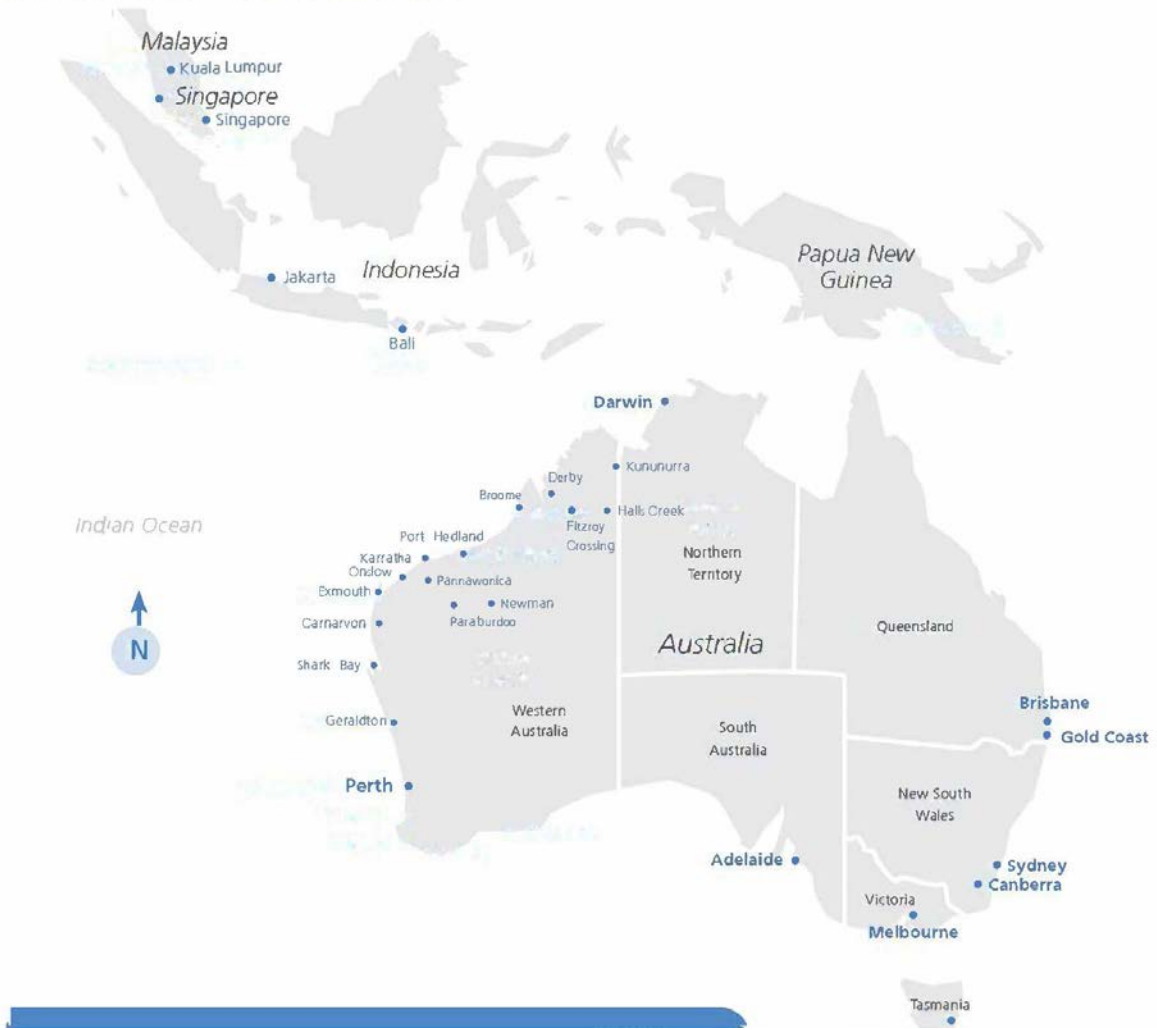 Malaysia
Kuala Lumpur
Singapore
Singapore
Jakarta
Indonesia
Papua New
Guinea
Bali
Darwin
Kununurra
Derby
Broome
Halls Creek
Fitzroy
Crossing
Indian Ocean
Port Hedland
Northern
Territory
Karratha
Onslow
Pannawonica
Exmouth
Newman
Paraburdoo
Carnarvon
N
Queensland
Australia
Shark Bay
Brisbane
Western
Australia
Geraldton
South
Australia
Gold Coast
Perth
New South
Wales
Adelaide
Sydney
Canberra
Victoria
Melbourne
Tasmania